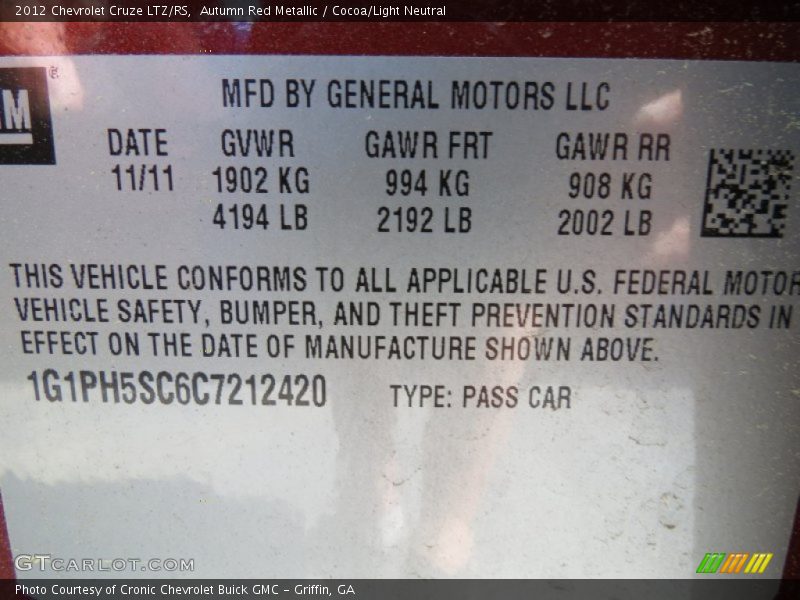 2012 Chevrolet Cruze LTZ/RS, Autumn Red Metallic / Cocoa/Light Neutral
MFD BY GENERAL MOTORS LLC
DATE GVWR GAWR FRT GAWR RR
11/11 1902 KG 994 KG 908 KG
4194 LB 2192 LB 2002 LB
THIS VEHICLE CONFORMS TO ALL APPLICABLE U.S. FEDERAL MOTOR
VEHICLE SAFETY, BUMPER, AND THEFT PREVENTION STANDARDS IN
EFFECT ON THE DATE OF MANUFACTURE SHOWN ABOVE.
1G1PH5SC6C7212420 TYPE: PASS CAR
GTCARLOT.COM
Photo Courtesy of Cronic Chevrolet Buick GMC – Griffin, GA